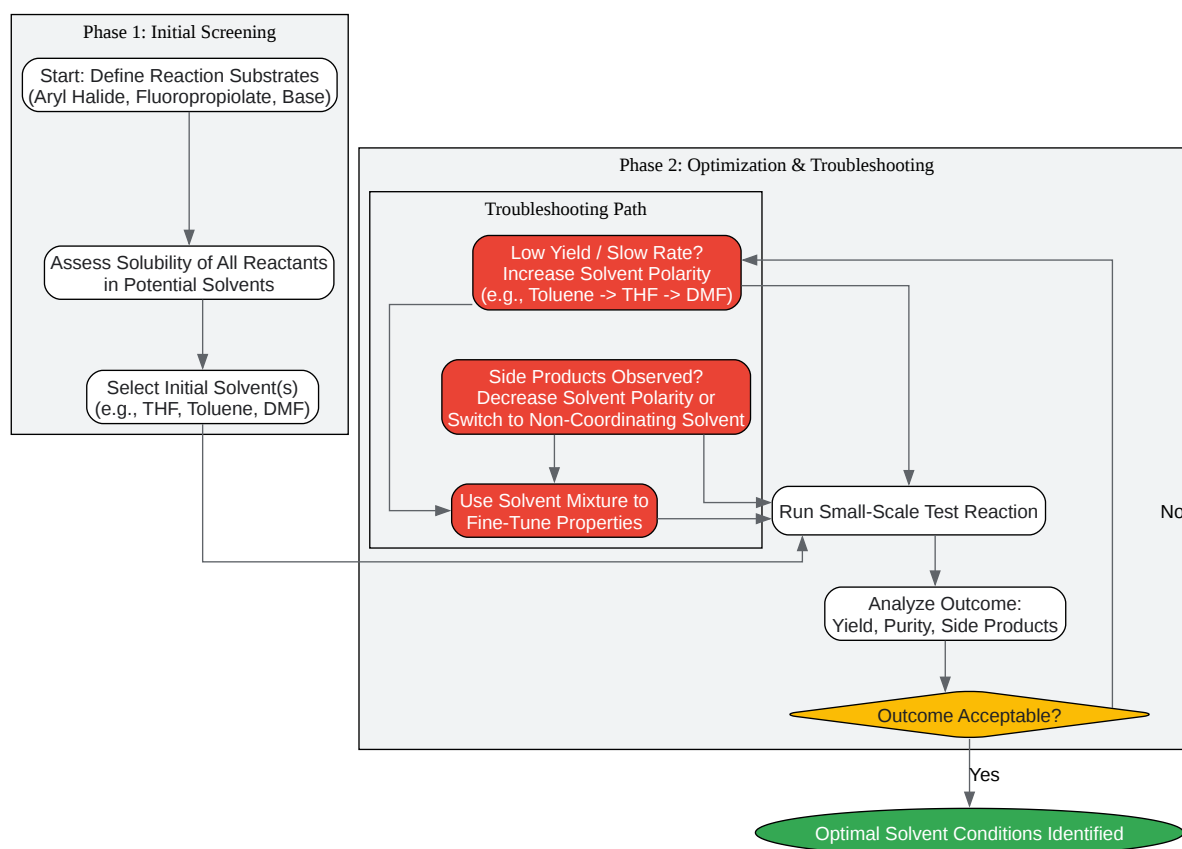 Phase 1: Initial Screening
Start: Define Reaction Substrates
(Aryl Halide, Fluoropropiolate, Base)
Assess Solubility of All Reactants
in Potential Solvents
Select Initial Solvent(s)
(e.g., THF, Toluene, DMF)
Phase 2: Optimization & Troubleshooting
Troubleshooting Path
Low Yield / Slow Rate?
Increase Solvent Polarity
(e.g., Toluene -> THF -> DMF)
Side Products Observed?
Decrease Solvent Polarity or
Switch to Non-Coordinating Solvent
Use Solvent Mixture to
Fine-Tune Properties
Run Small-Scale Test Reaction
No
Analyze Outcome:
Yield, Purity, Side Products
Outcome Acceptable?
Yes
Optimal Solvent Conditions Identified